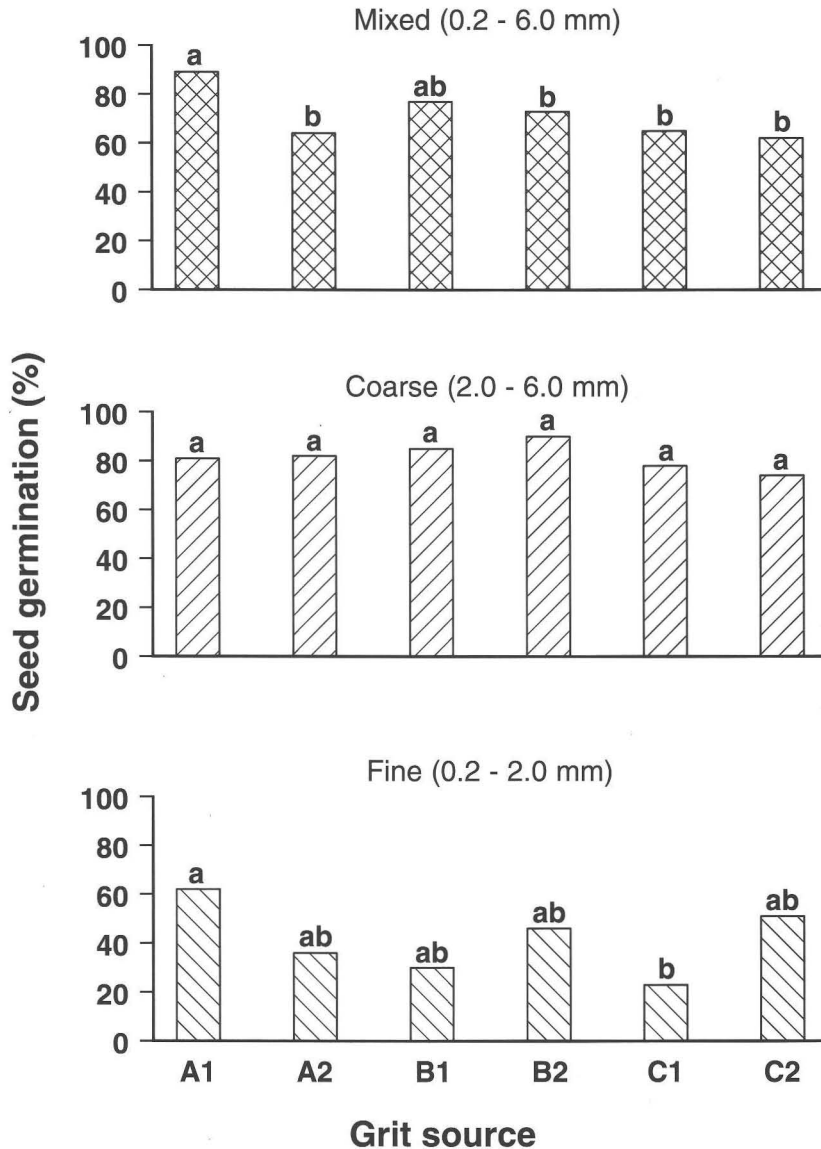 Mixed (0.2 - 6.0 mm)
100
80
60
40
20
0
a
b
ab
b
b
b
Seed germination (%)
Coarse (2.0 - 6.0 mm)
100
80
60
40
20
0
a
a
a
a
a
a
Fine (0.2 - 2.0 mm)
100
80
60
40
20
0
a
ab
ab
ab
b
ab
A1 A2 B1 B2 C1 C2
Grit source